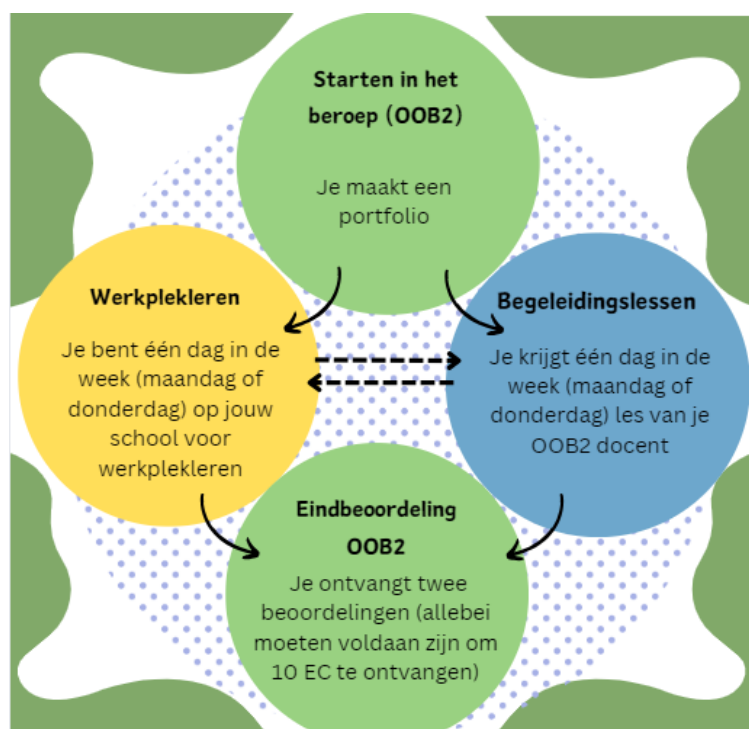 Starten in het
beroep (OOB2)
Je maakt een
portfolio
Werkplekleren
Je bent één dag in de
week (maandag of
donderdag) op jouw
school voor
werkplekleren
Begeleidingslessen
Je krijgt één dag in de
week (maandag of
donderdag) les van je
OOB2 docent
Eindbeoordeling
OOB2
Je ontvangt twee
beoordelingen (allebei
moeten voldaan zijn om
10 EC te ontvangen)